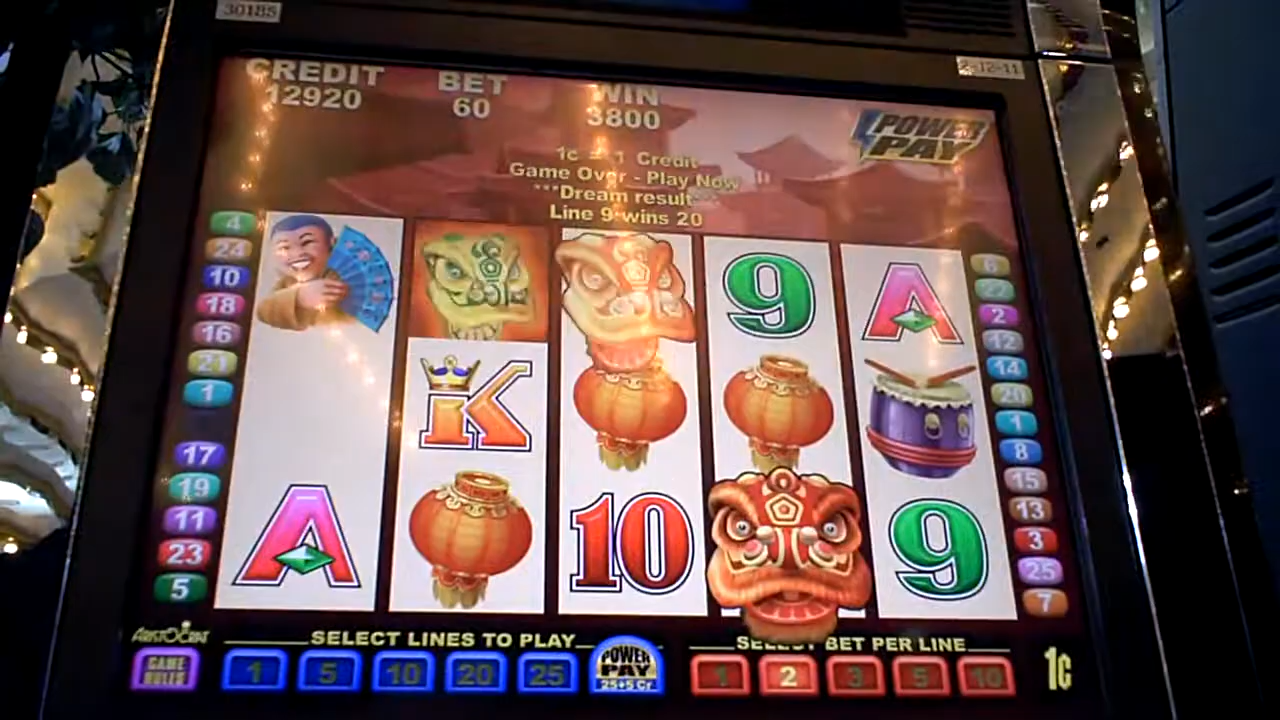 30185
2-12-11
CREDIT BET WIN
12920 60 3800
POWER
PAY
1c = 1 Credit
Game Over - Play Now
***Dream result***
Line 9 wins 20
4
24
10
18
16
21
1
17
19
11
23
5
9 A
K
A 10 9
6
22
2
12
14
20
1
8
15
13
3
25
7
ARISTOCRAT
SELECT LINES TO PLAY
SELECT BET PER LINE
GAME
RULES
1 5 10 20 25
POWER
PAY
25+5 Cr
1 2 3 5 10
1c